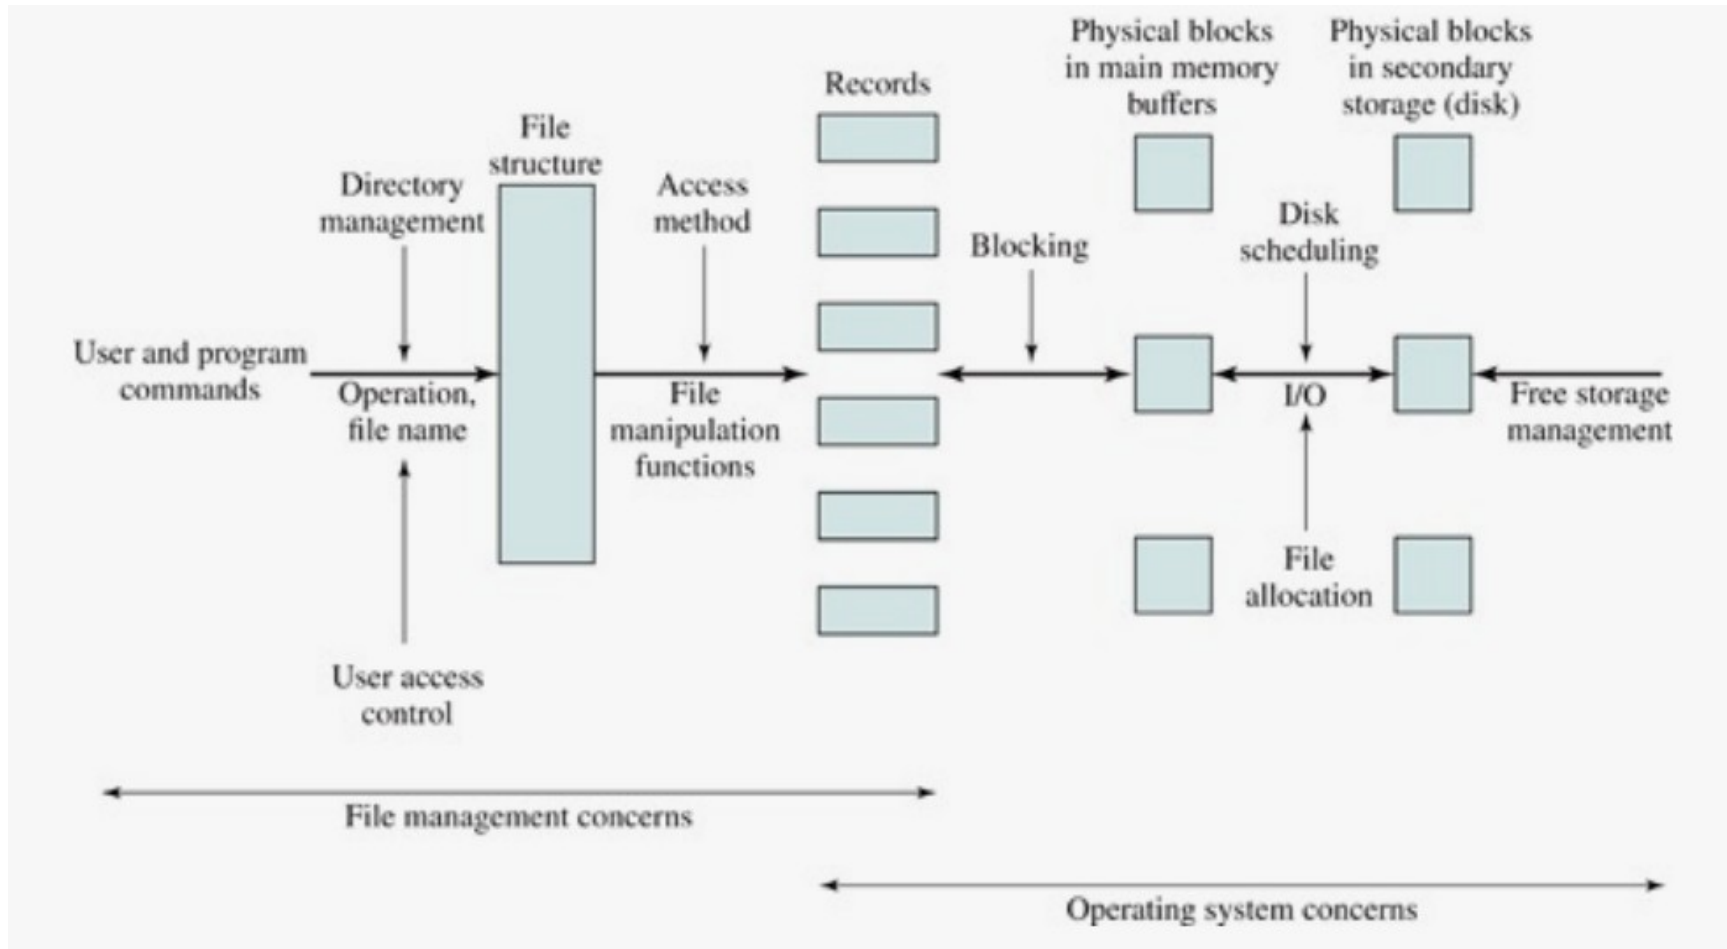 Physical blocks
in main memory
buffers
Physical blocks
in secondary
storage (disk)
Records
File
structure
Directory
management
Access
method
Blocking
Disk
scheduling
User and program
commands
Operation,
file name
File
manipulation
functions
I/O
Free storage
management
File
allocation
User access
control
File management concerns
Operating system concerns